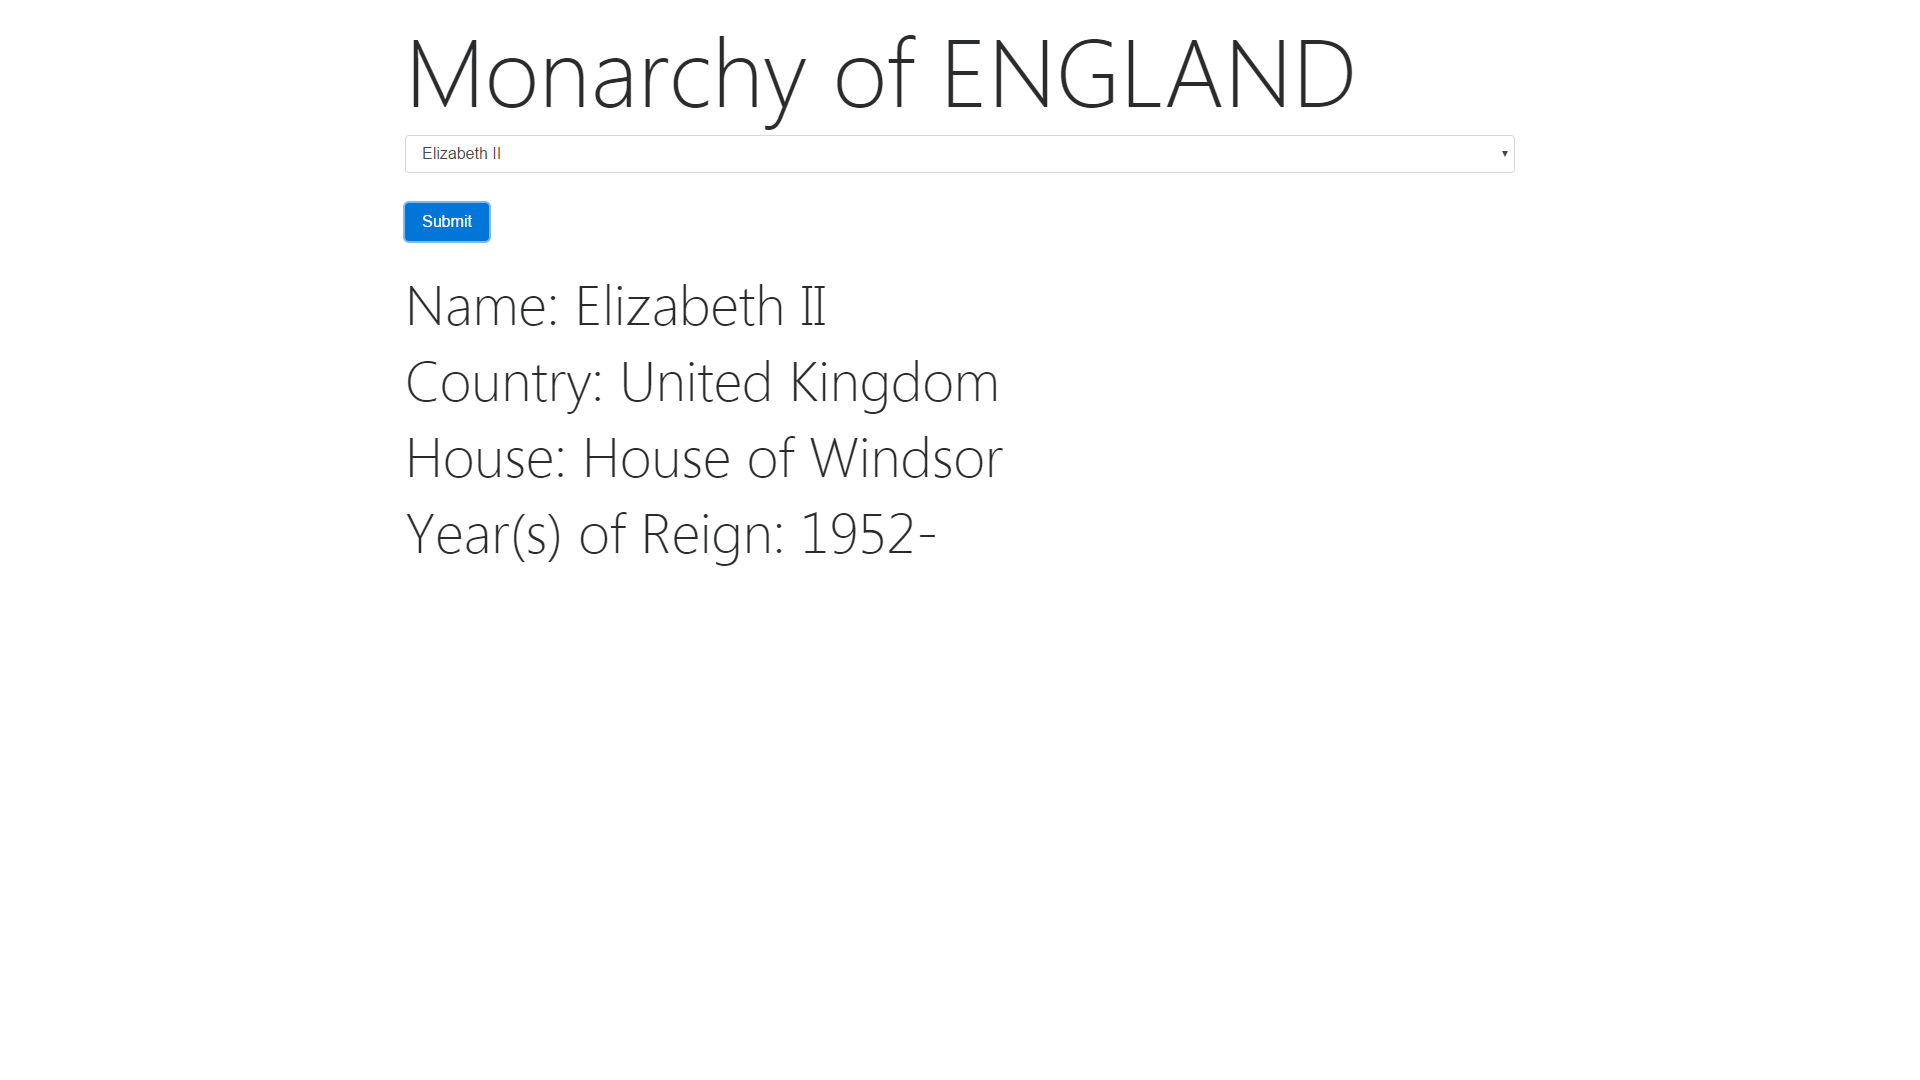 Monarchy of ENGLAND
Elizabeth II
Submit
Name: Elizabeth II
Country: United Kingdom
House: House of Windsor
Year(s) of Reign: 1952-